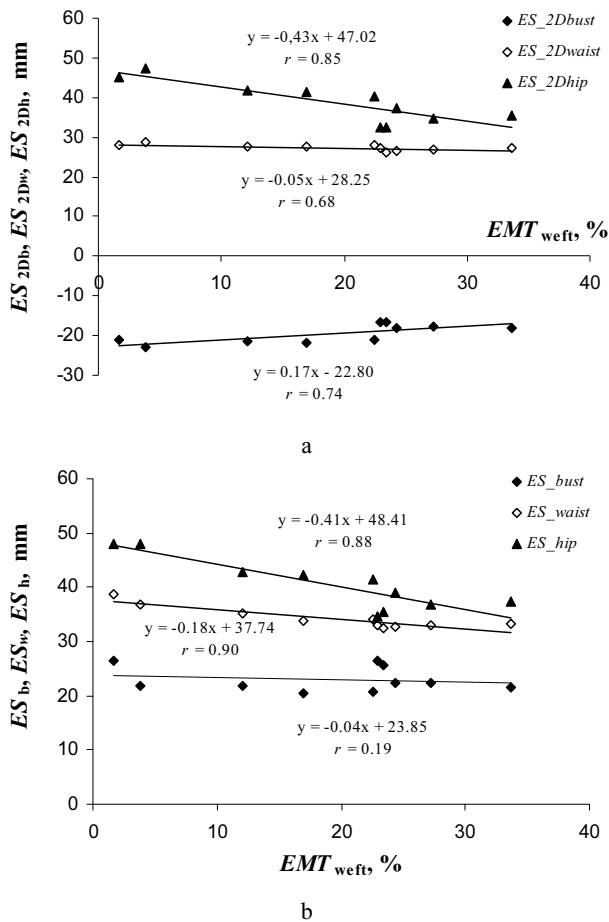 60
50
40
30
20
10
0
-10
-20
-30
ES 2Db, ES 2Dw, ES 2Dh, mm
y = -0,43x + 47.02
r = 0.85
ES_2Dbust
ES_2Dwaist
ES_2Dhip
y = -0.05x + 28.25
r = 0.68
EMT weft, %
0 10 20 30 40
y = 0.17x - 22.80
r = 0.74
a
60
50
40
30
20
10
0
ES b, ES w, ES h, mm
ES_bust
ES_waist
ES_hip
y = -0.41x + 48.41
r = 0.88
y = -0.18x + 37.74
r = 0.90
y = -0.04x + 23.85
r = 0.19
0 10 20 30 40
EMT weft, %
b